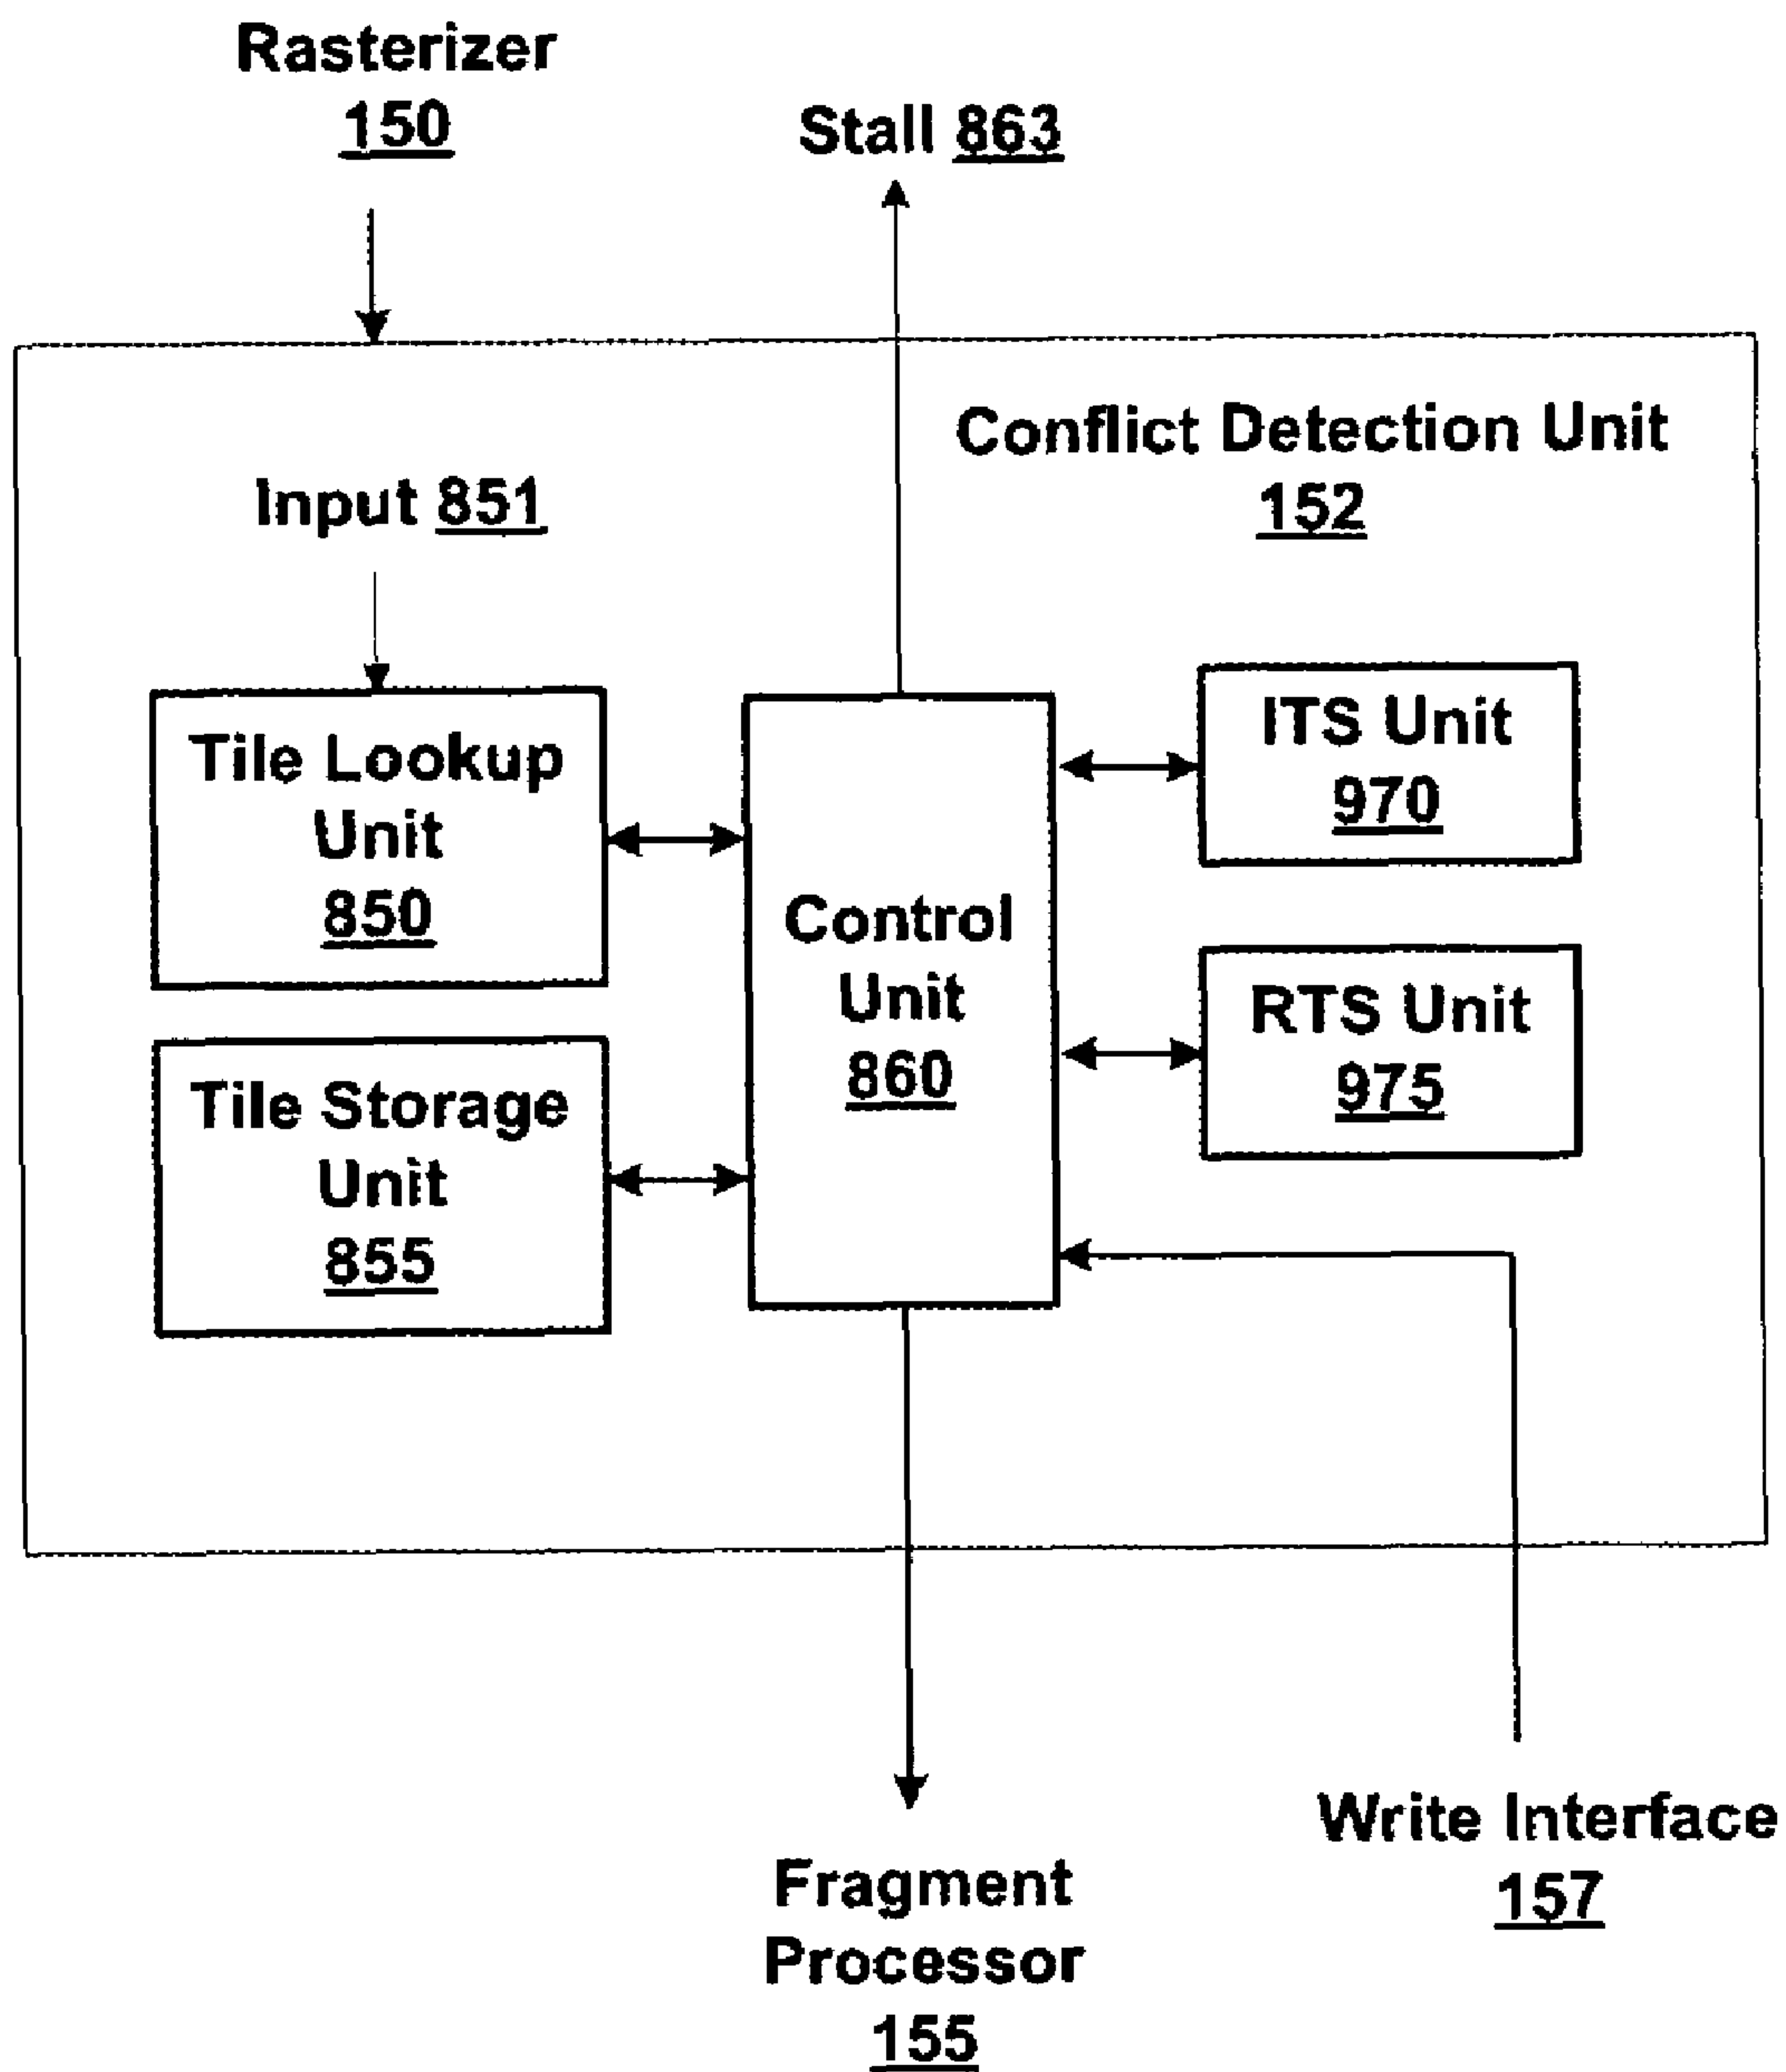 Rasterizer
150
Stall 863
Conflict Detection Unit
152
Input 851
Tile Lookup
Unit
850
Tile Storage
Unit
855
Control
Unit
860
ITS Unit
970
RTS Unit
975
Fragment
Processor
155
Write Interface
157